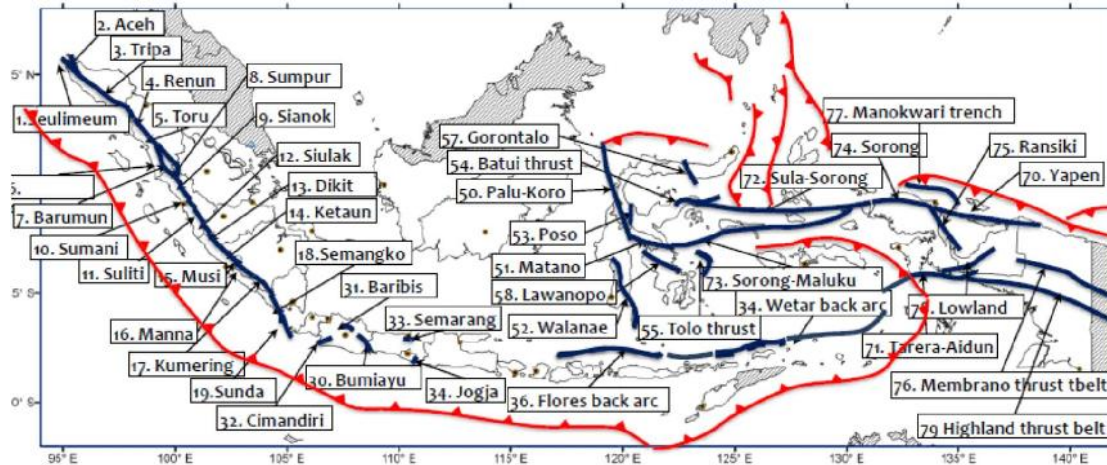 2. Aceh
3. Tripa
5° N
4. Renun
8. Sumpur
1. Seulimeum
5. Toru
9. Sianok
12. Siulak
7. Barumun
13. Dikit
10. Sumani
14. Ketaun
11. Suliti
5. Musi
18.Semangko
5° S
31. Baribis
16. Manna
33. Semarang
17. Kumering
19.Sunda
30. Bumiayu
34. Jogja
32. Cimandiri
0° S
57. Gorontalo
54. Batui thrust
50. Palu-Koro
53. Poso
51. Matano
58. Lawanopo
52. Walanae
55. Tolo thrust
36. Flores back arc
77. Manokwari trench
74. Sorong
75. Ransiki
72. Sula-Sorong
70. Yapen
73. Sorong-Maluku
34. Wetar back arc
Lowland
71. Tarera-Aidun
76. Membrano thrust tbelt
79 Highland thrust belt
95° E
100° E
105° E
110° E
115° E
120° E
125° E
130° E
135° E
140° E